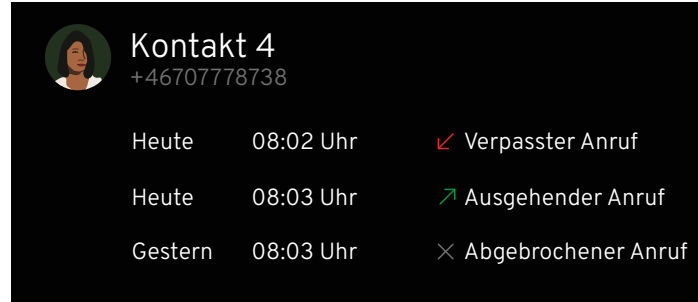 Kontakt 4
+46707778738
Heute 08:02 Uhr Verpasster Anruf
Heute 08:03 Uhr Ausgehender Anruf
Gestern 08:03 Uhr Abgebrochener Anruf